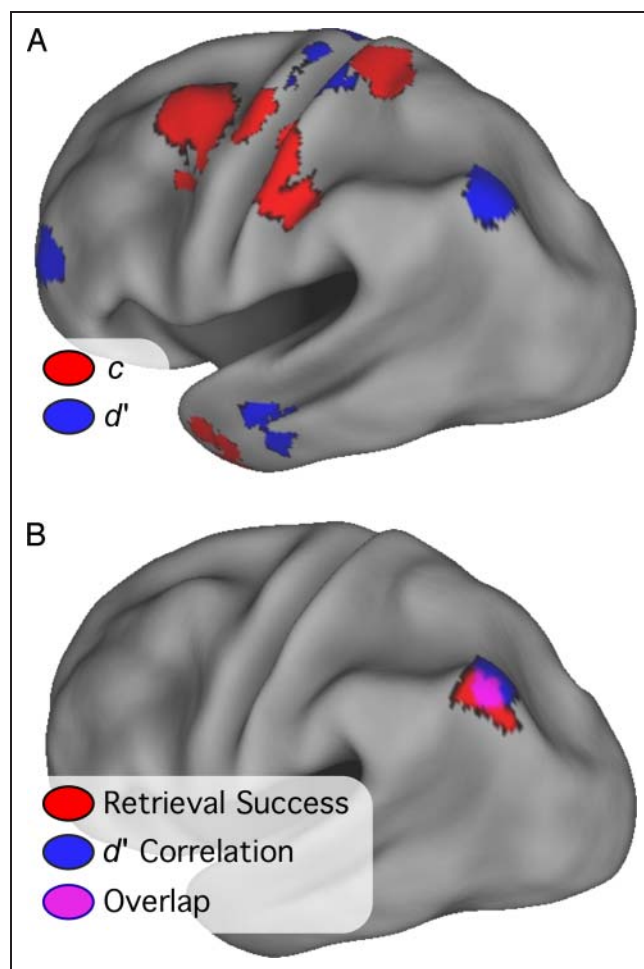 A
c
d'
B
Retrieval Success
d' Correlation
Overlap